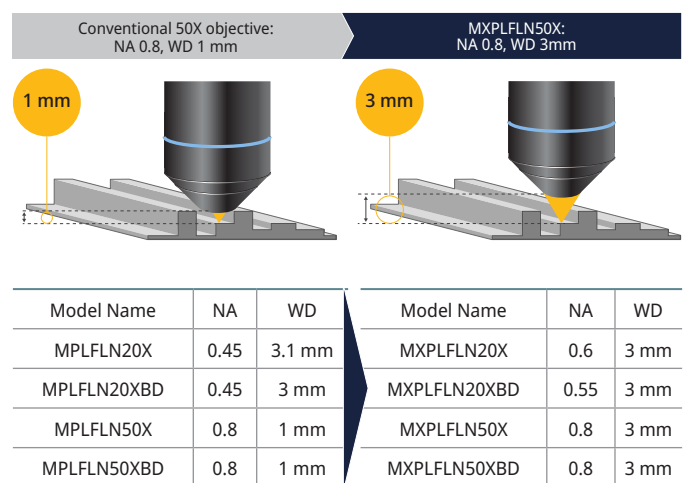 Conventional 50X objective:
NA 0.8, WD 1 mm
MXPLFLN50X:
NA 0.8, WD 3mm
1 mm
3 mm
Model Name NA WD
MPLFLN20X 0.45 3.1 mm
MPLFLN20XBD 0.45 3 mm
MPLFLN50X 0.8 1 mm
MPLFLN50XBD 0.8 1 mm
Model Name NA WD
MXPLFLN20X 0.6 3 mm
MXPLFLN20XBD 0.55 3 mm
MXPLFLN50X 0.8 3 mm
MXPLFLN50XBD 0.8 3 mm